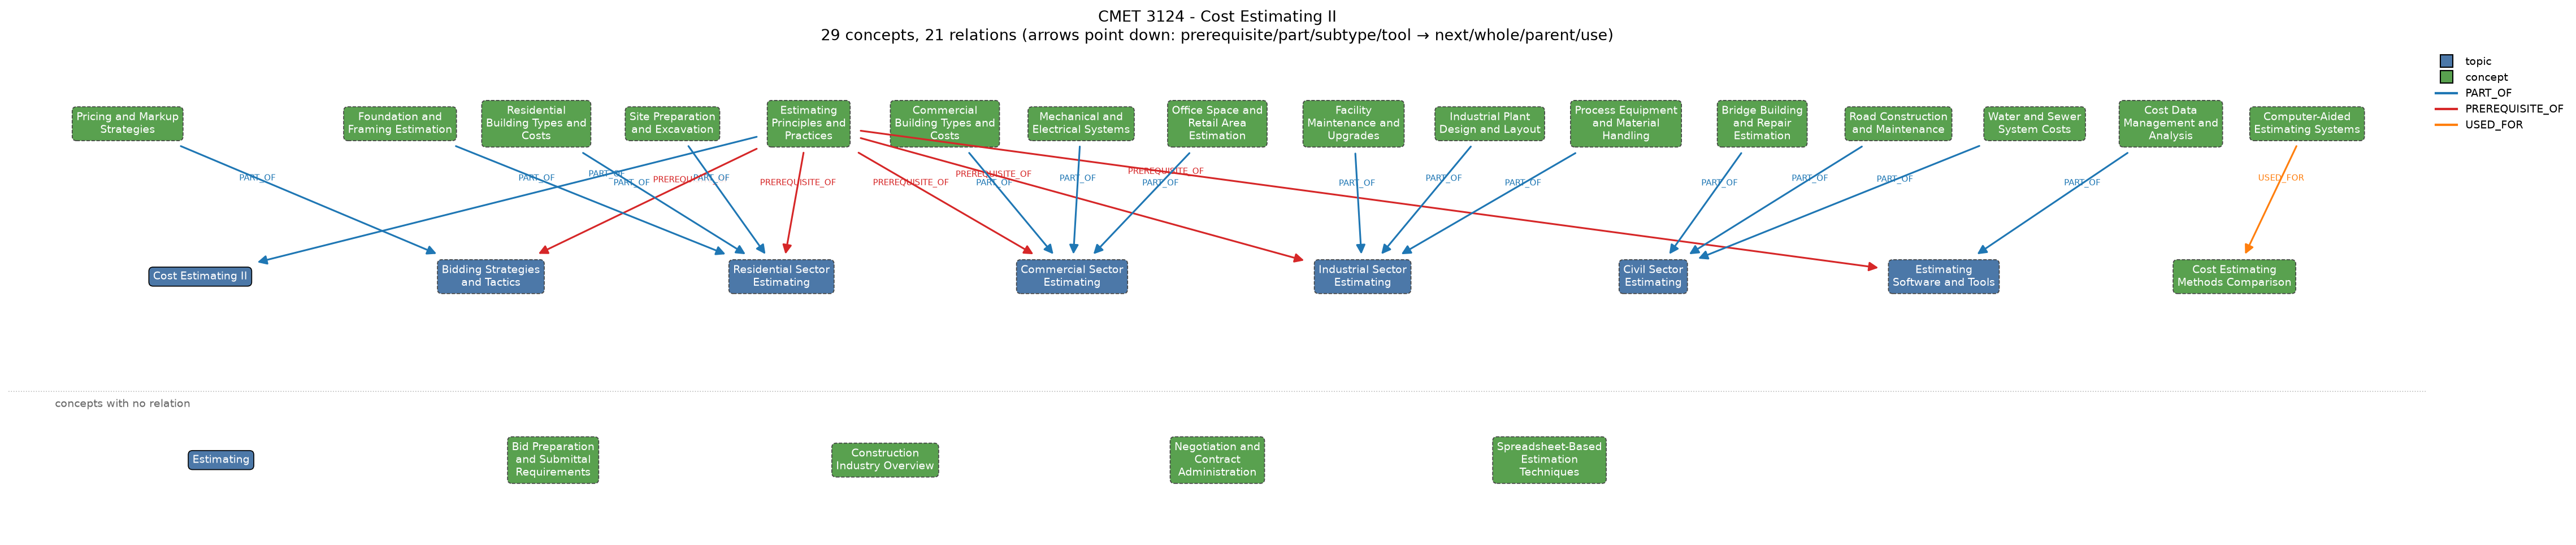 CMET 3124 - Cost Estimating II
29 concepts, 21 relations (arrows point down: prerequisite/part/subtype/tool → next/whole/parent/use)
topic
concept
PART_OF
PREREQUISITE_OF
USED_FOR
Pricing and Markup
Strategies
Foundation and
Framing Estimation
Residential
Building Types and
Costs
Site Preparation
and Excavation
Estimating
Principles and
Practices
Commercial
Building Types and
Costs
Mechanical and
Electrical Systems
Office Space and
Retail Area
Estimation
Facility
Maintenance and
Upgrades
Industrial Plant
Design and Layout
Process Equipment
and Material
Handling
Bridge Building
and Repair
Estimation
Road Construction
and Maintenance
Water and Sewer
System Costs
Cost Data
Management and
Analysis
Computer-Aided
Estimating Systems
PART_OF
PART_OF
PART_OF
PART_OF
PREREQUISITE_OF
PART_OF
PREREQUISITE_OF
PREREQUISITE_OF
PREREQUISITE_OF
PART_OF
PART_OF
PREREQUISITE_OF
PART_OF
PART_OF
PART_OF
PART_OF
PART_OF
PART_OF
PART_OF
PART_OF
USED_FOR
Cost Estimating II
Bidding Strategies
and Tactics
Residential Sector
Estimating
Commercial Sector
Estimating
Industrial Sector
Estimating
Civil Sector
Estimating
Estimating
Software and Tools
Cost Estimating
Methods Comparison
concepts with no relation
Estimating
Bid Preparation
and Submittal
Requirements
Construction
Industry Overview
Negotiation and
Contract
Administration
Spreadsheet-Based
Estimation
Techniques